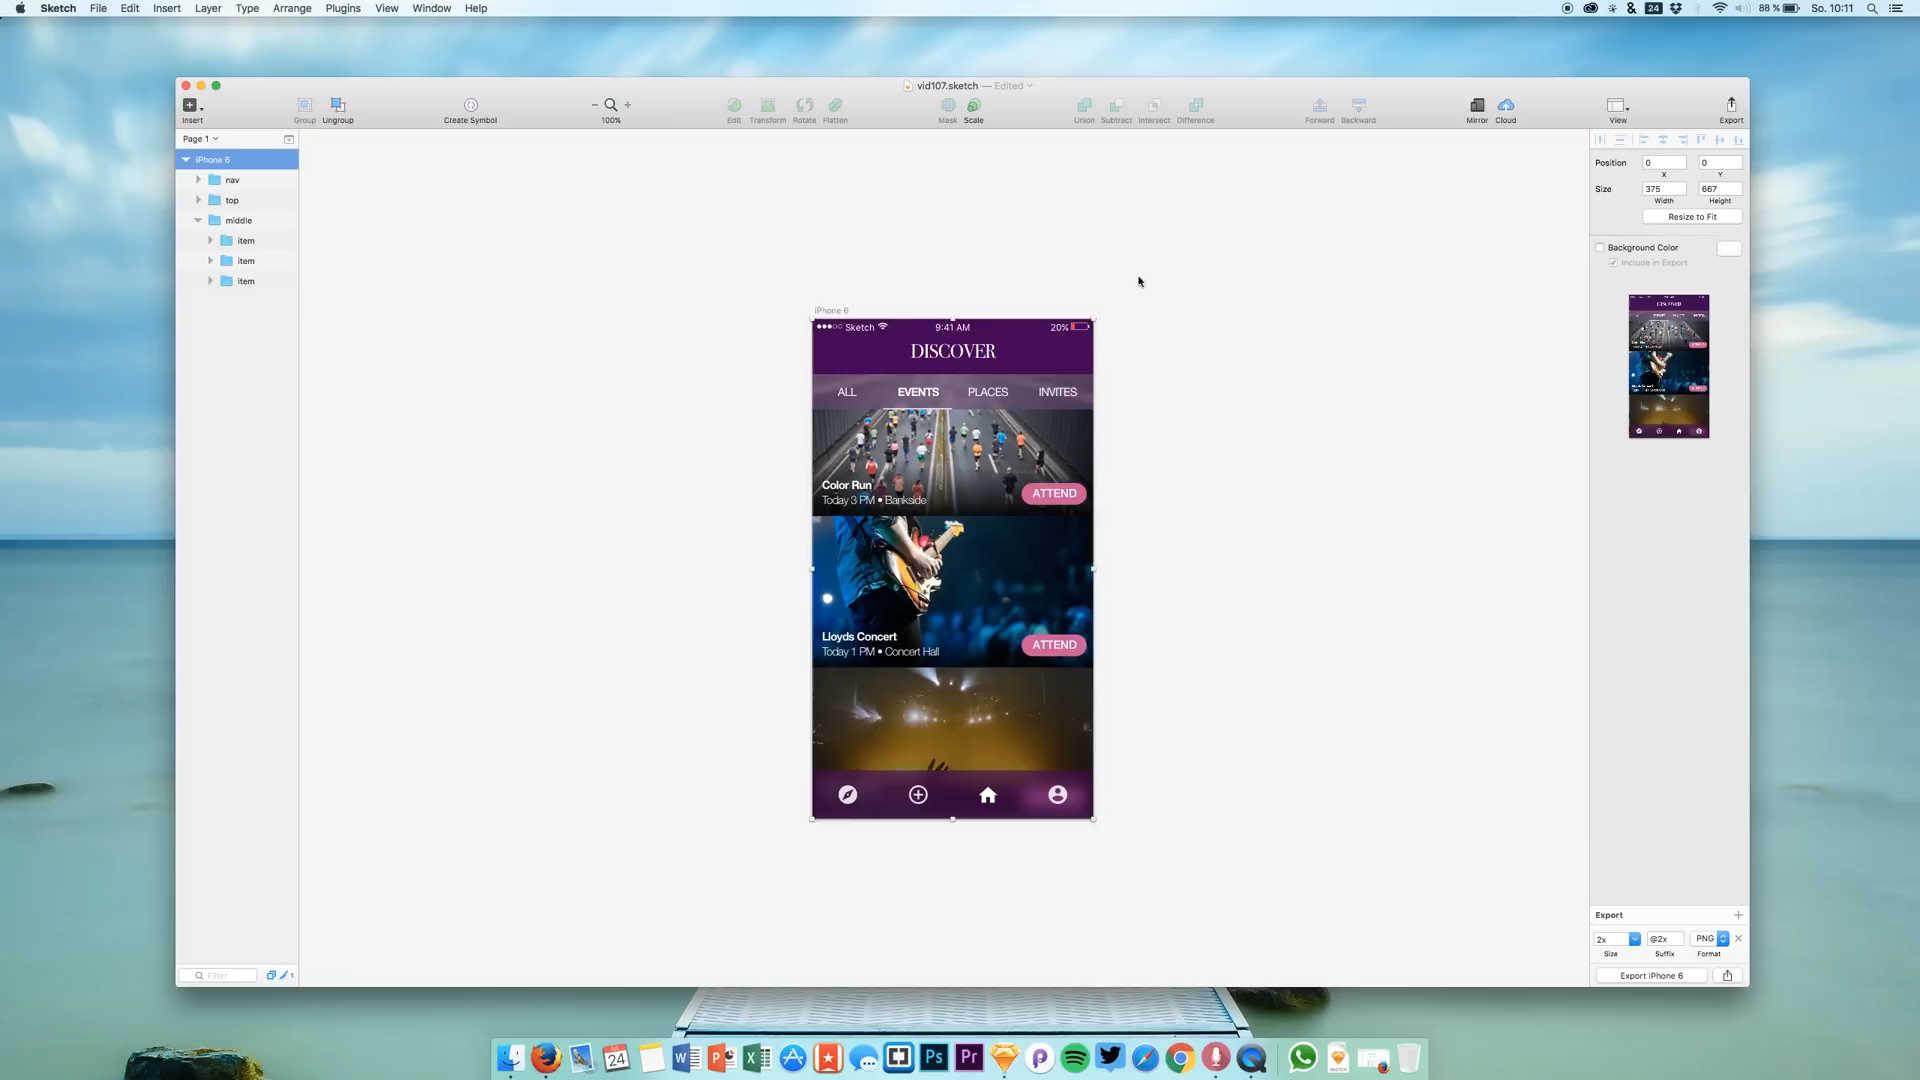 Sketch File Edit Insert Layer Type Arrange Plugins View Window Help
24 88 % So. 10:11
vid107.sketch — Edited
Insert Group Ungroup Create Symbol 100% Edit Transform Rotate Flatten Mask Scale Union Subtract Intersect Difference Forward Backward Mirror Cloud View Export
Page 1
iPhone 6
nav
top
middle
item
item
item
Filter 1
iPhone 6
Sketch 9:41 AM 20%
DISCOVER
ALL EVENTS PLACES INVITES
Color Run
Today 3 PM • Bankside
ATTEND
Lloyds Concert
Today 1 PM • Concert Hall
ATTEND
Position 0 0
X Y
Size 375 667
Width Height
Resize to Fit
Background Color
Include in Export
Export
2x @2x PNG
Size Suffix Format
Export iPhone 6
24
Ps Pr